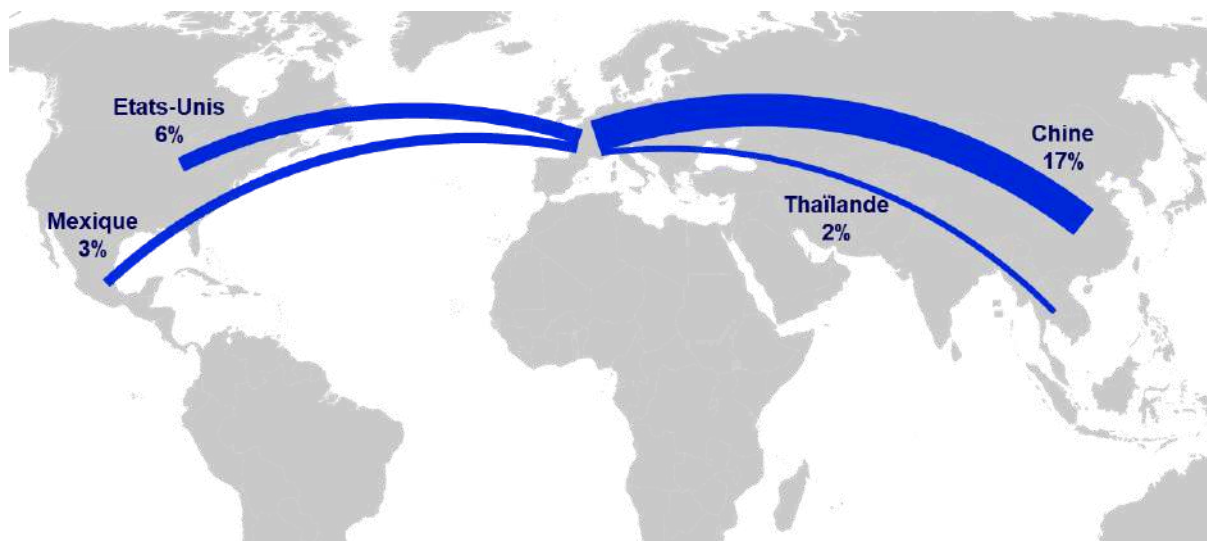 Etats-Unis
6%
Chine
17%
Mexique
3%
Thaïlande
2%